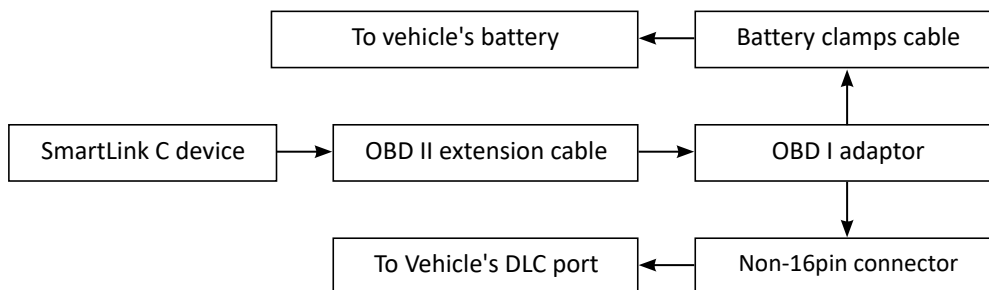 To vehicle's battery
Battery clamps cable
SmartLink C device
OBD II extension cable
OBD I adaptor
To Vehicle's DLC port
Non-16pin connector